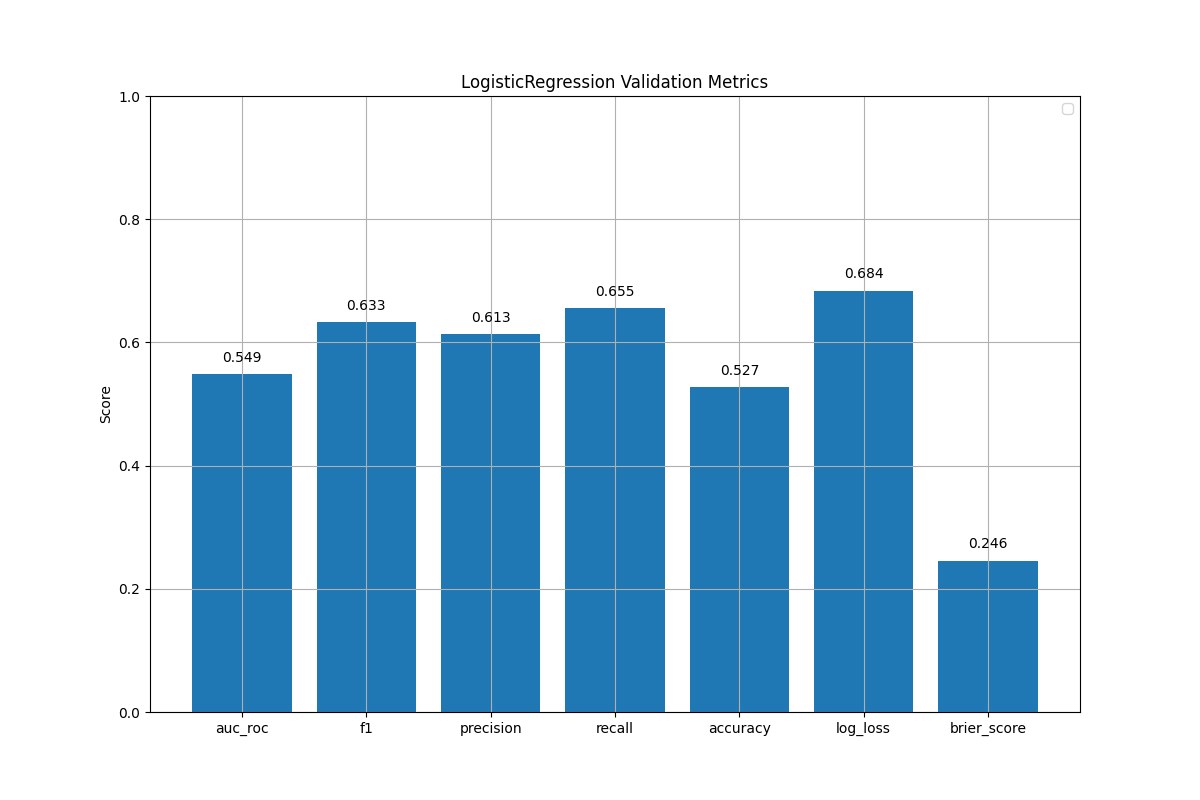 LogisticRegression Validation Metrics
1.0
0.8
0.6
0.4
0.2
0.0
Score
0.549
0.633
0.613
0.655
0.527
0.684
0.246
auc_roc
f1
precision
recall
accuracy
log_loss
brier_score